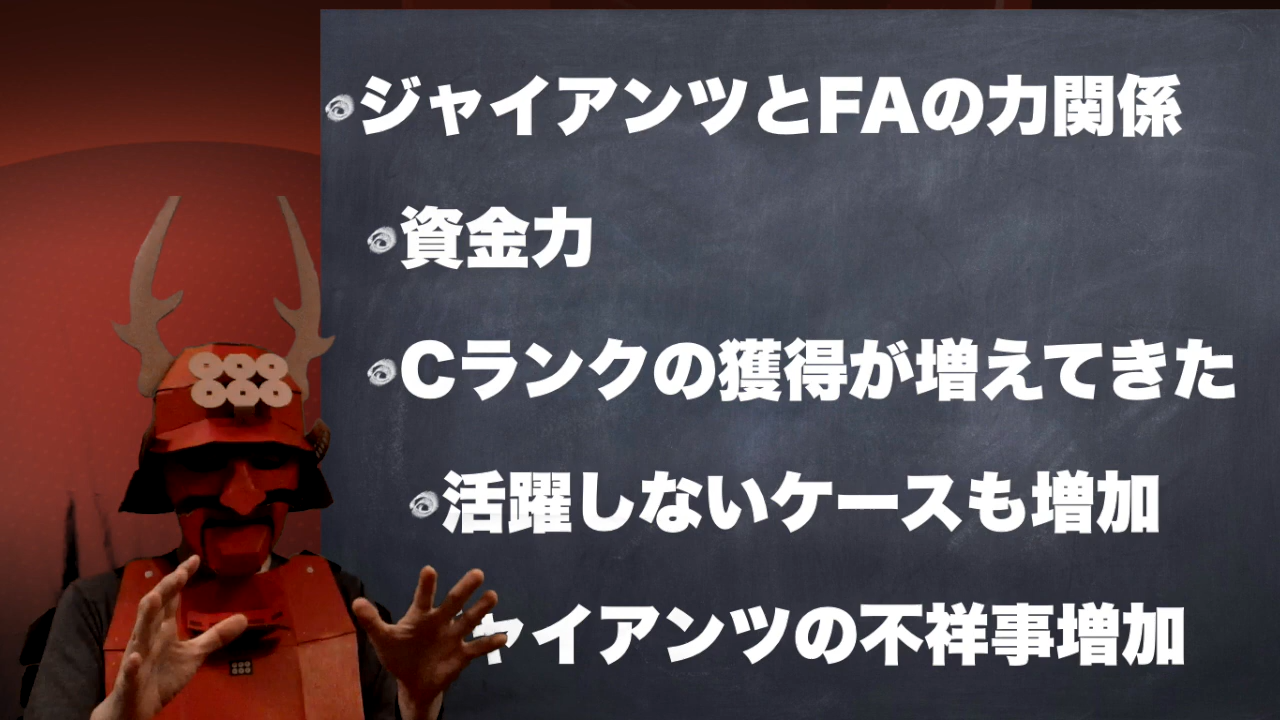 ジャイアンツとFAの力関係
資金力
Cランクの獲得が増えてきた
活躍しないケースも増加
ャイアンツの不祥事増加